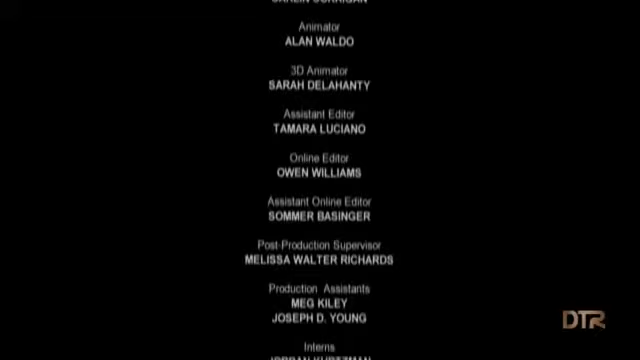 Animator
ALAN WALDO
3D Animator
SARAH DELAHANTY
Assistant Editor
TAMARA LUCIANO
Online Editor
OWEN WILLIAMS
Assistant Online Editor
SOMMER BASINGER
Post-Production Supervisor
MELISSA WALTER RICHARDS
Production Assistants
MEG KILEY
JOSEPH D. YOUNG
DTR
Interns